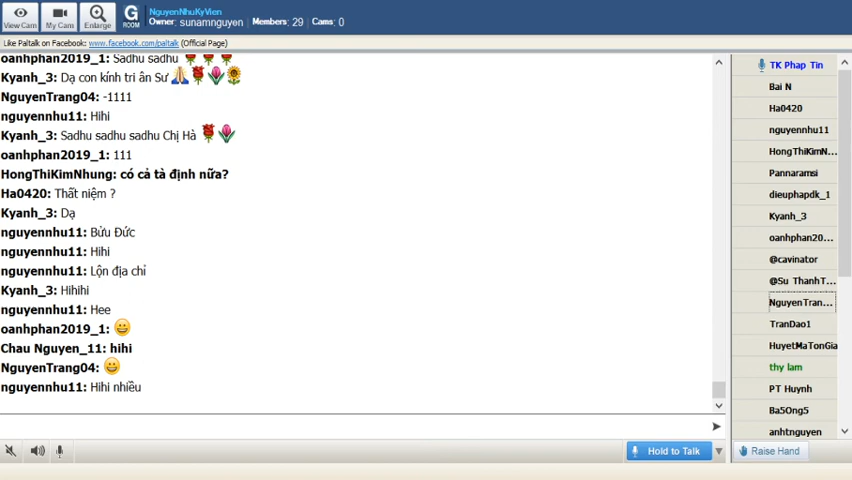 View Cam
My Cam
Enlarge
G
ROOM
NguyenNhuKyVien
Owner: sunamnguyen Members: 29 Cams: 0
Like Paltalk on Facebook: www.facebook.com/paltalk (Official Page)
oanhphan2019_1: Sadhu sadhu
Kyanh_3: Dạ con kính tri ân Sư
NguyenTrang04: -1111
nguyennhu11: Hihi
Kyanh_3: Sadhu sadhu sadhu Chị Hà
oanhphan2019_1: 111
HongThiKimNhung: có cả tà định nữa?
Ha0420: Thất niệm ?
Kyanh_3: Dạ
nguyennhu11: Bửu Đức
nguyennhu11: Hihi
nguyennhu11: Lộn địa chỉ
Kyanh_3: Hihihi
nguyennhu11: Hee
oanhphan2019_1:
Chau Nguyen_11: hihi
NguyenTrang04:
nguyennhu11: Hihi nhiều
TK Phap Tin
Bai N
Ha0420
nguyennhu11
HongThiKimN...
Pannaramsi
dieuphapdk_1
Kyanh_3
oanhphan20...
@cavinator
@Su ThanhT...
NguyenTran...
TranDao1
HuyetMaTonGia
thy lam
PT Huynh
Ba5Ong5
anhtnguyen
Hold to Talk
Raise Hand